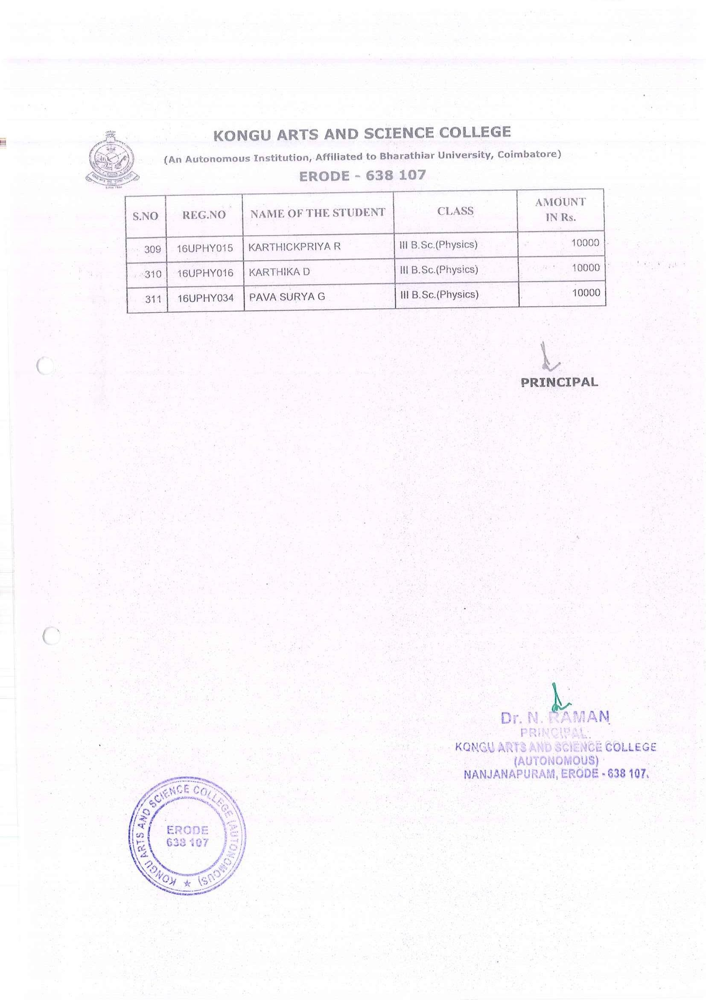 KONGU ARTS AND SCIENCE COLLEGE
(An Autonomous Institution, Affiliated to Bharathiar University, Coimbatore)
ERODE - 638 107
S.NO REG.NO NAME OF THE STUDENT CLASS AMOUNT IN Rs.
309 16UPHY015 KARTHICKPRIYA R III B.Sc.(Physics) 10000
310 16UPHY016 KARTHIKA D III B.Sc.(Physics) 10000
311 16UPHY034 PAVA SURYA G III B.Sc.(Physics) 10000
PRINCIPAL
Dr. N. RAMAN
PRINCIPAL
KONGU ARTS AND SCIENCE COLLEGE
(AUTONOMOUS)
NANJANAPURAM, ERODE - 638 107.
KONGU ARTS AND SCIENCE COLLEGE (AUTONOMOUS)
ERODE
638 107